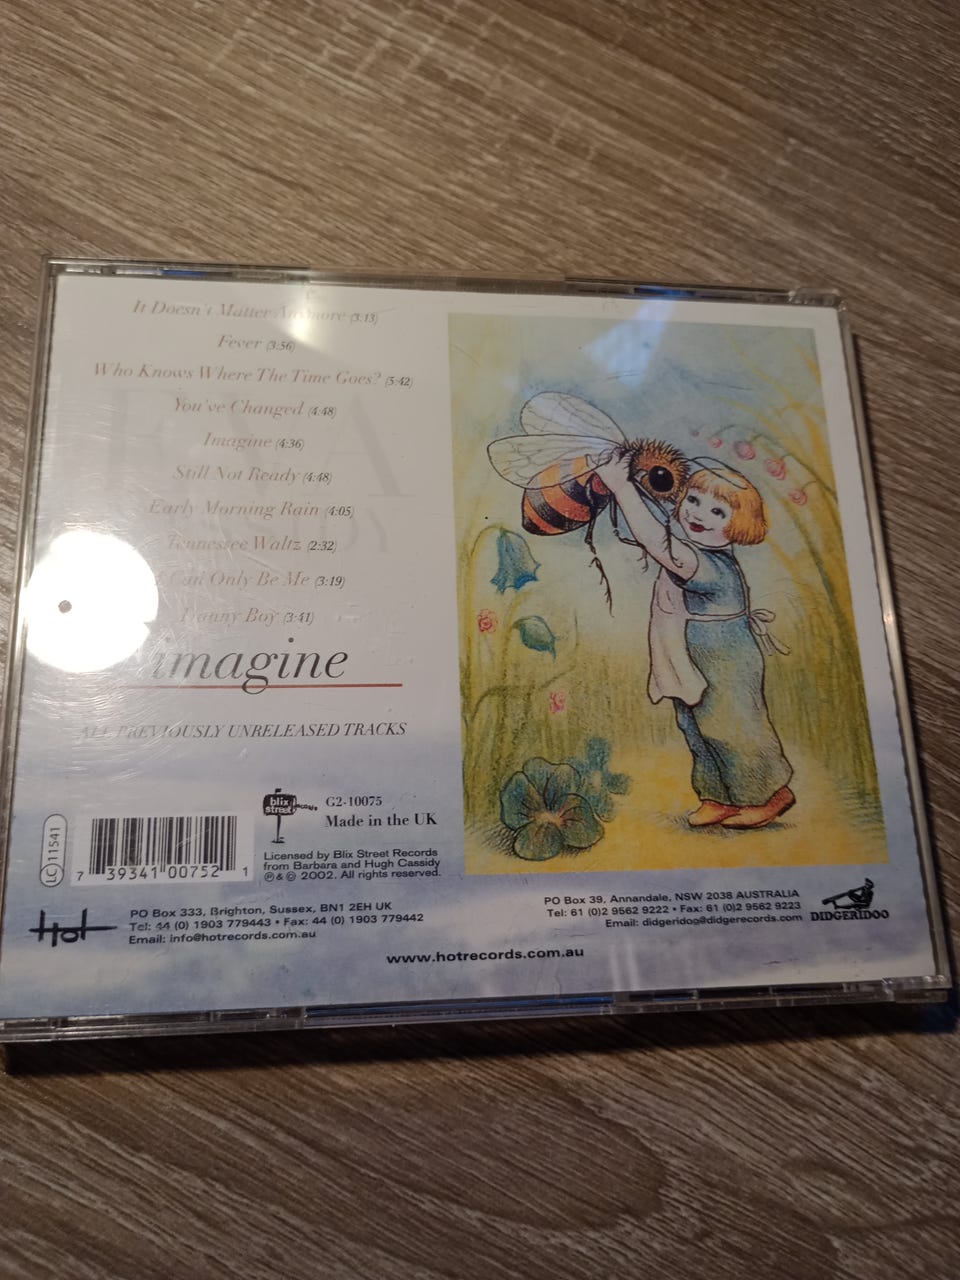 It Doesn't Matter Anymore (3:13)
Fever (3:56)
Who Knows Where The Time Goes? (5:42)
You've Changed (4:48)
Imagine (4:36)
Still Not Ready (4:48)
Early Morning Rain (4:05)
Tennessee Waltz (2:32)
I Can Only Be Me (3:19)
Danny Boy (3:41)
imagine
ALL PREVIOUSLY UNRELEASED TRACKS
blix street records
G2-10075
Made in the UK
LC 11541
7 39341 00752 1
Licensed by Blix Street Records
from Barbara and Hugh Cassidy
℗&© 2002. All rights reserved.
Hot
PO Box 333, Brighton, Sussex, BN1 2EH UK
Tel: 44 (0) 1903 779443 • Fax: 44 (0) 1903 779442
Email: info@hotrecords.com.au
PO Box 39, Annandale, NSW 2038 AUSTRALIA
Tel: 61 (0)2 9562 9222 • Fax: 61 (0)2 9562 9223
Email: didgeridoo@didgerecords.com
DIDGERIDOO
www.hotrecords.com.au